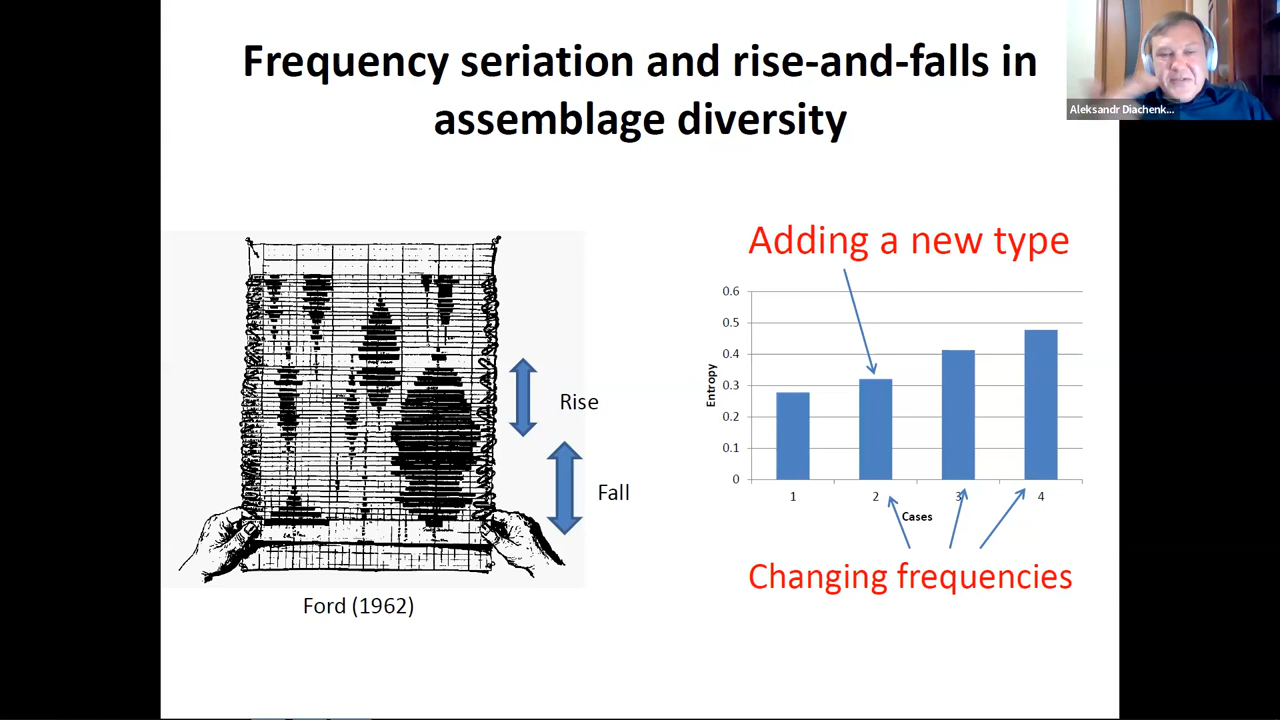 Frequency seriation and rise-and-falls in
assemblage diversity
Aleksandr Diachenk...
Rise
Fall
Ford (1962)
Adding a new type
0.6
0.5
0.4
0.3
0.2
0.1
0
Entropy
1
2
3
4
Cases
Changing frequencies